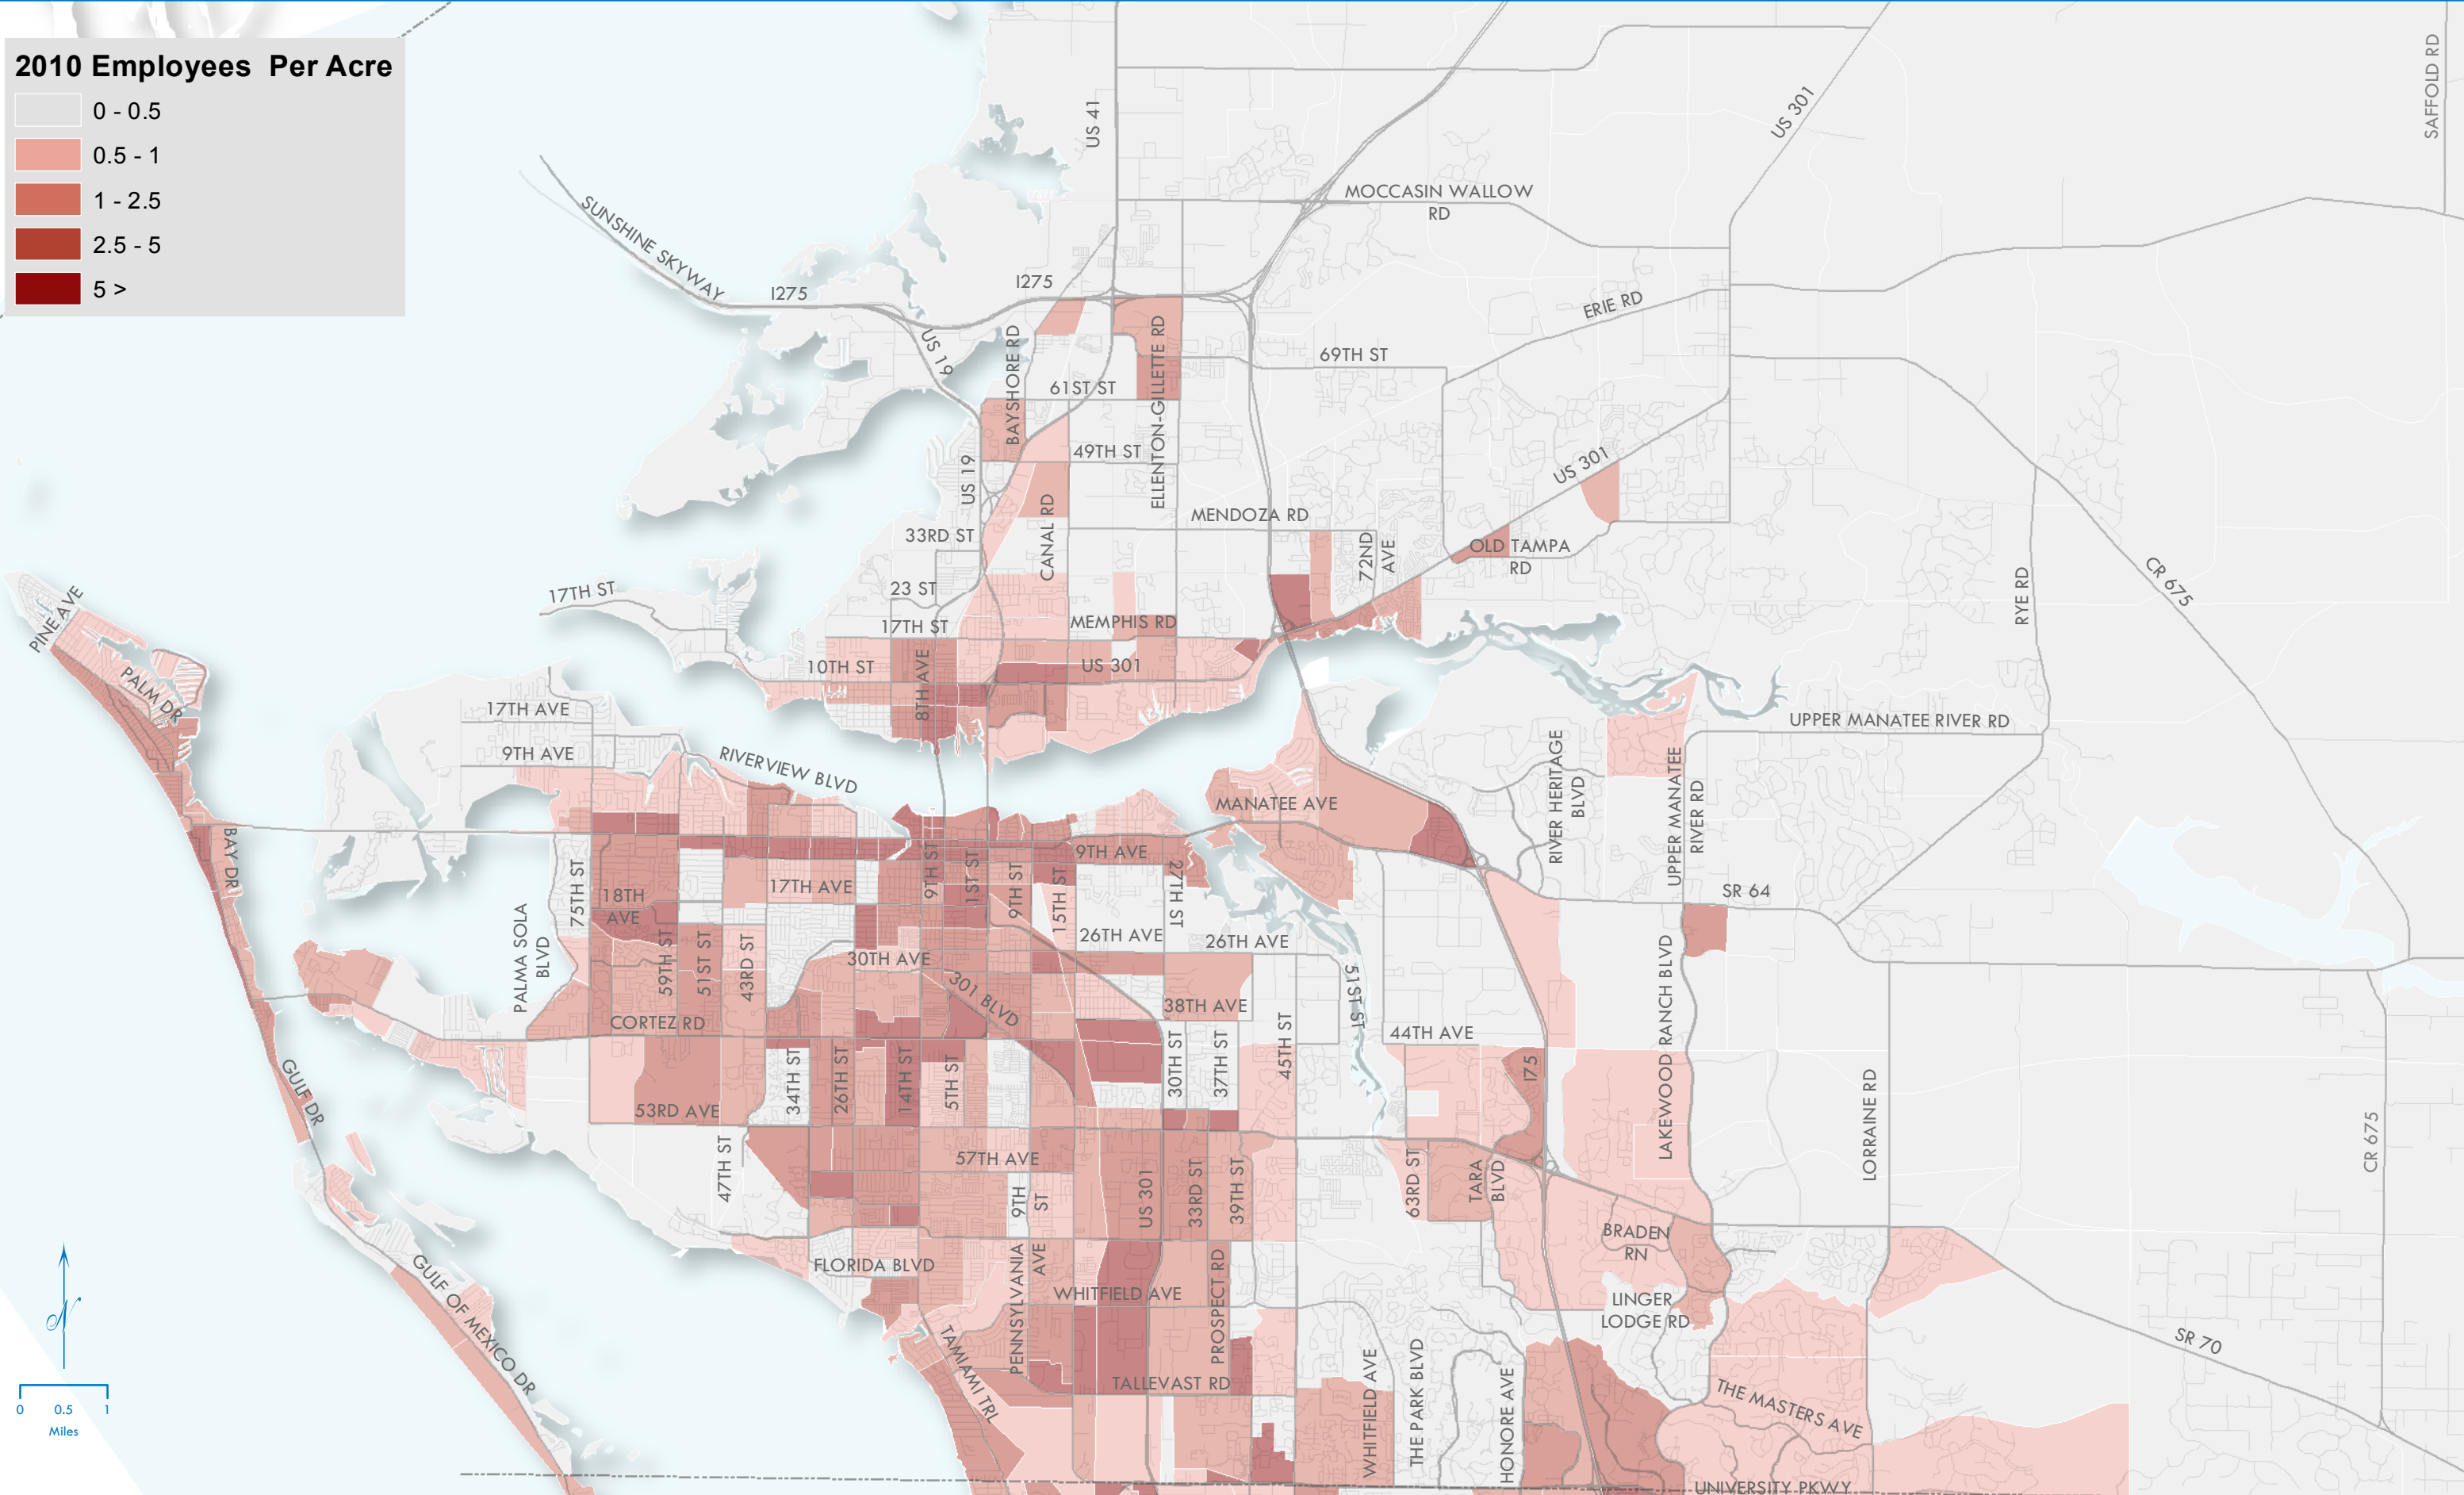 2010 Employees Per Acre
0 - 0.5
0.5 - 1
1 - 2.5
2.5 - 5
5 >
SAFFOLD RD
US 41
US 301
MOCCASIN WALLOW
RD
SUNSHINE SKYWAY
I275
I275
ERIE RD
US 19
BAYSHORE RD
ELLENTON-GILLETTE RD
69TH ST
61ST ST
49TH ST
US 19
US 301
CANAL RD
MENDOZA RD
33RD ST
72ND
AVE
OLD TAMPA
RD
CR 675
RYE RD
17TH ST
23 ST
PINE AVE
17TH ST
MEMPHIS RD
10TH ST
8TH AVE
US 301
PALM DR
17TH AVE
9TH AVE
UPPER MANATEE RIVER RD
RIVERVIEW BLVD
RIVER HERITAGE
BLVD
UPPER MANATEE
RIVER RD
MANATEE AVE
BAY DR
9TH AVE
75TH ST
18TH
AVE
17TH AVE
9TH ST
1ST ST
9TH ST
15TH ST
27TH ST
SR 64
26TH AVE
26TH AVE
PALMA SOLA
BLVD
59TH ST
51ST ST
43RD ST
30TH AVE
301 BLVD
38TH AVE
51ST ST
LAKEWOOD RANCH BLVD
CORTEZ RD
44TH AVE
45TH ST
GULF DR
34TH ST
26TH ST
14TH ST
5TH ST
30TH ST
37TH ST
I75
LORRAINE RD
CR 675
53RD AVE
47TH ST
57TH AVE
9TH
ST
US 301
33RD ST
39TH ST
63RD ST
TARA
BLVD
BRADEN
RN
FLORIDA BLVD
PENNSYLVANIA
AVE
WHITFIELD AVE
PROSPECT RD
LINGER
LODGE RD
GULF OF MEXICO DR
TAMIAMI TRL
TALLEVAST RD
WHITFIELD AVE
THE PARK BLVD
HONORE AVE
THE MASTERS AVE
SR 70
UNIVERSITY PKWY
N
0 0.5 1
Miles